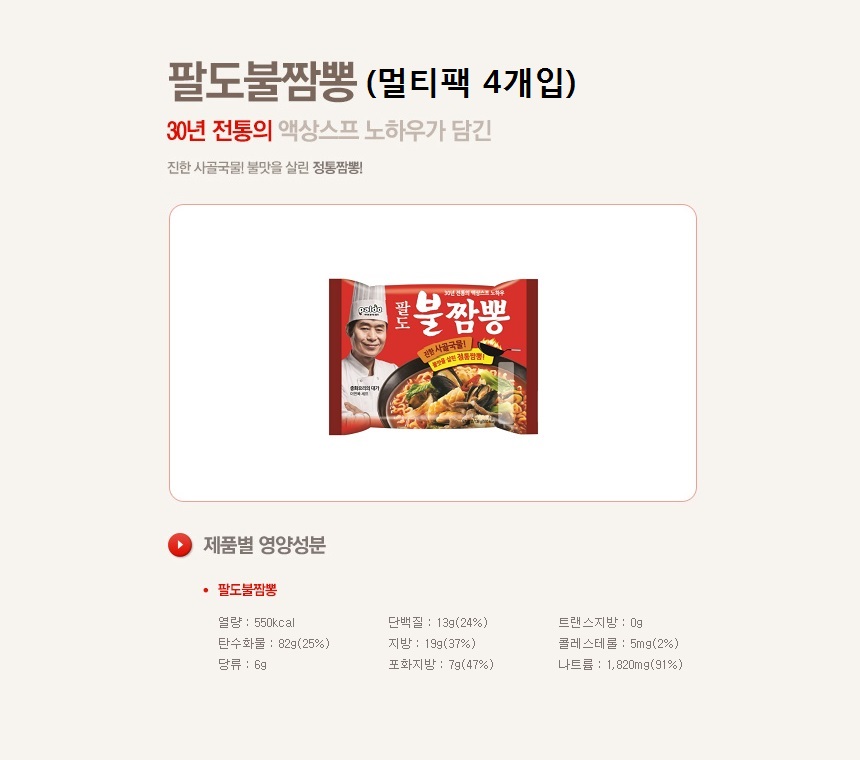 팔도불짬뽕 (멀티팩 4개입)
30년 전통의 액상스프 노하우가 담긴
진한 사골국물! 불맛을 살린 정통짬뽕!
30년 전통의 액상스프 노하우
paldo
팔도 불짬뽕
진한 사골국물!
불맛을 살린 정통짬뽕!
중화요리의 대가
이연복 셰프
제품별 영양성분
• 팔도불짬뽕
열량 : 550kcal 단백질 : 13g(24%) 트랜스지방 : 0g
탄수화물 : 82g(25%) 지방 : 19g(37%) 콜레스테롤 : 5mg(2%)
당류 : 6g 포화지방 : 7g(47%) 나트륨 : 1,820mg(91%)